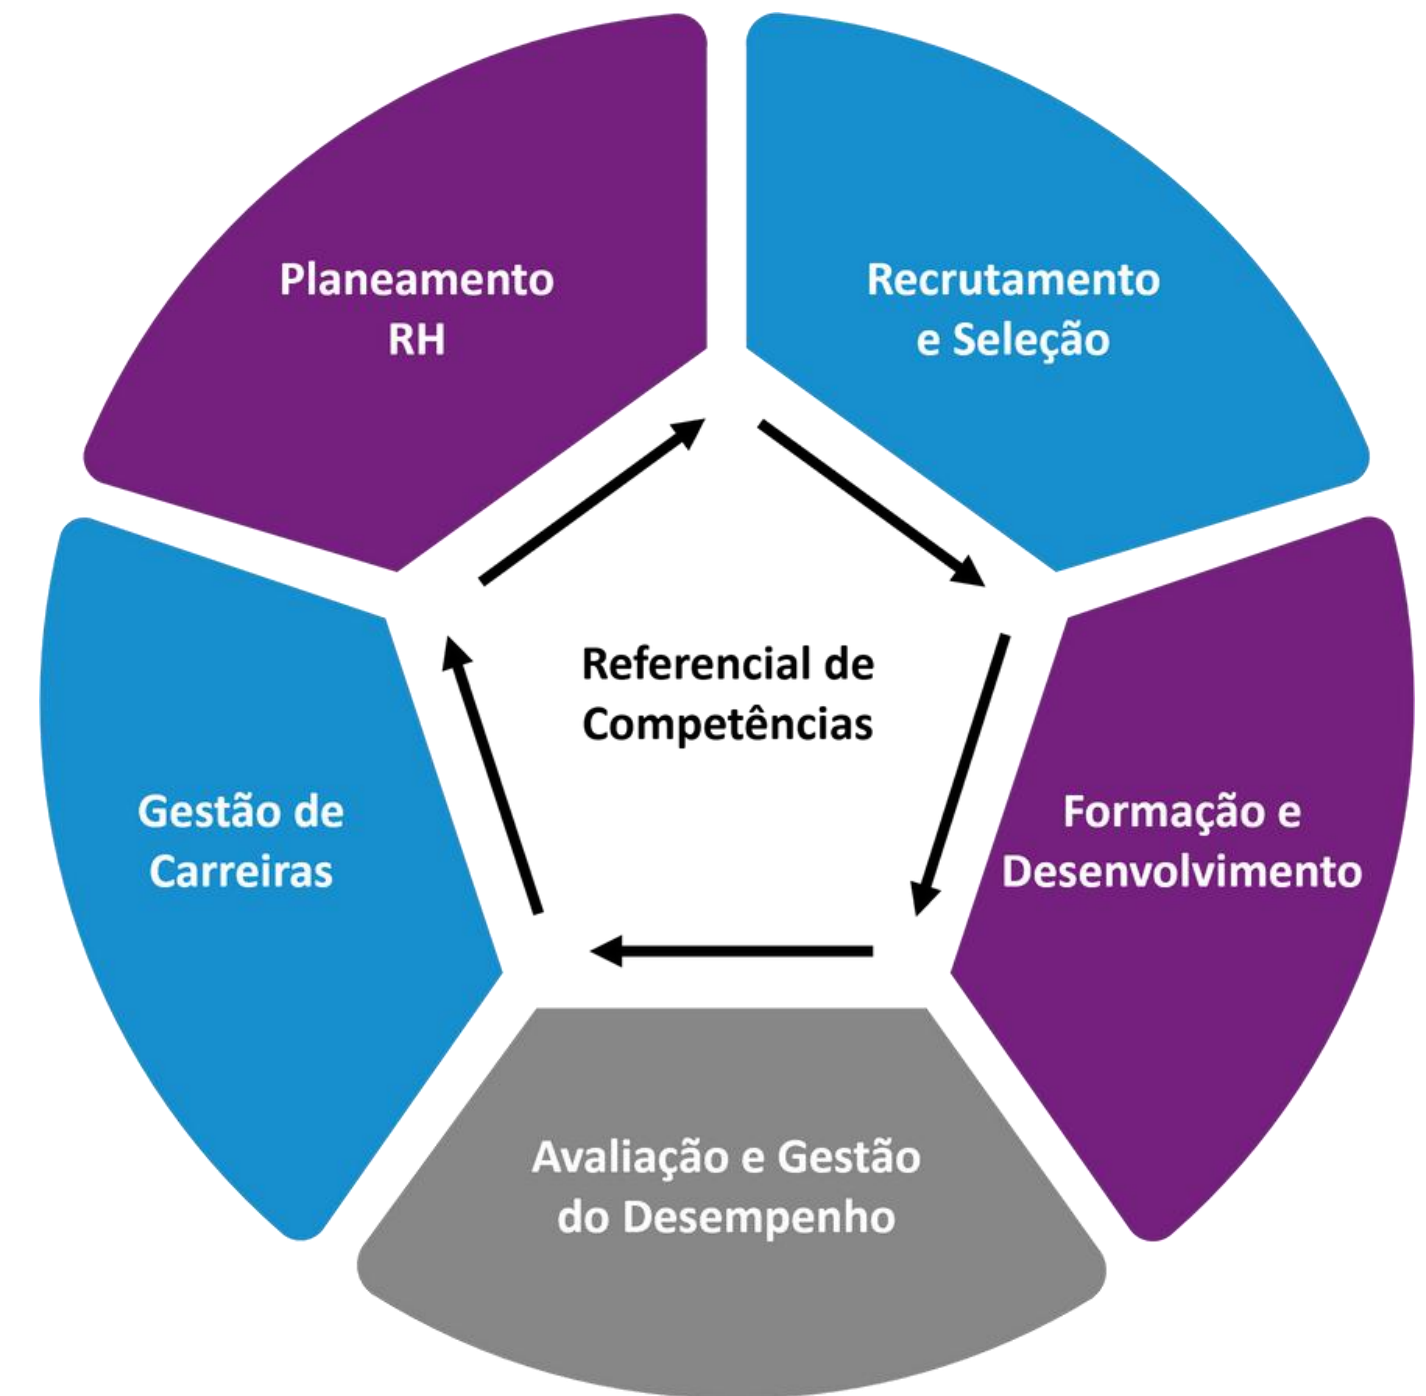 Planeamento
RH
Recrutamento
e Seleção
Referencial de
Competências
Gestão de
Carreiras
Formação e
Desenvolvimento
Avaliação e Gestão
do Desempenho